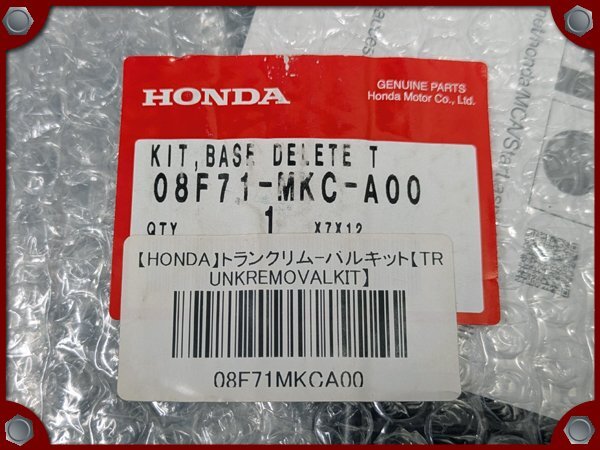 HONDA
GENUINE PARTS
Honda Motor Co., Ltd.
KIT, BASE DELETE T
08F71-MKC-A00
QTY 1 X7X12
【HONDA】トランクリムーバルキット【TR
UNKREMOVALKIT】
08F71MKCA00